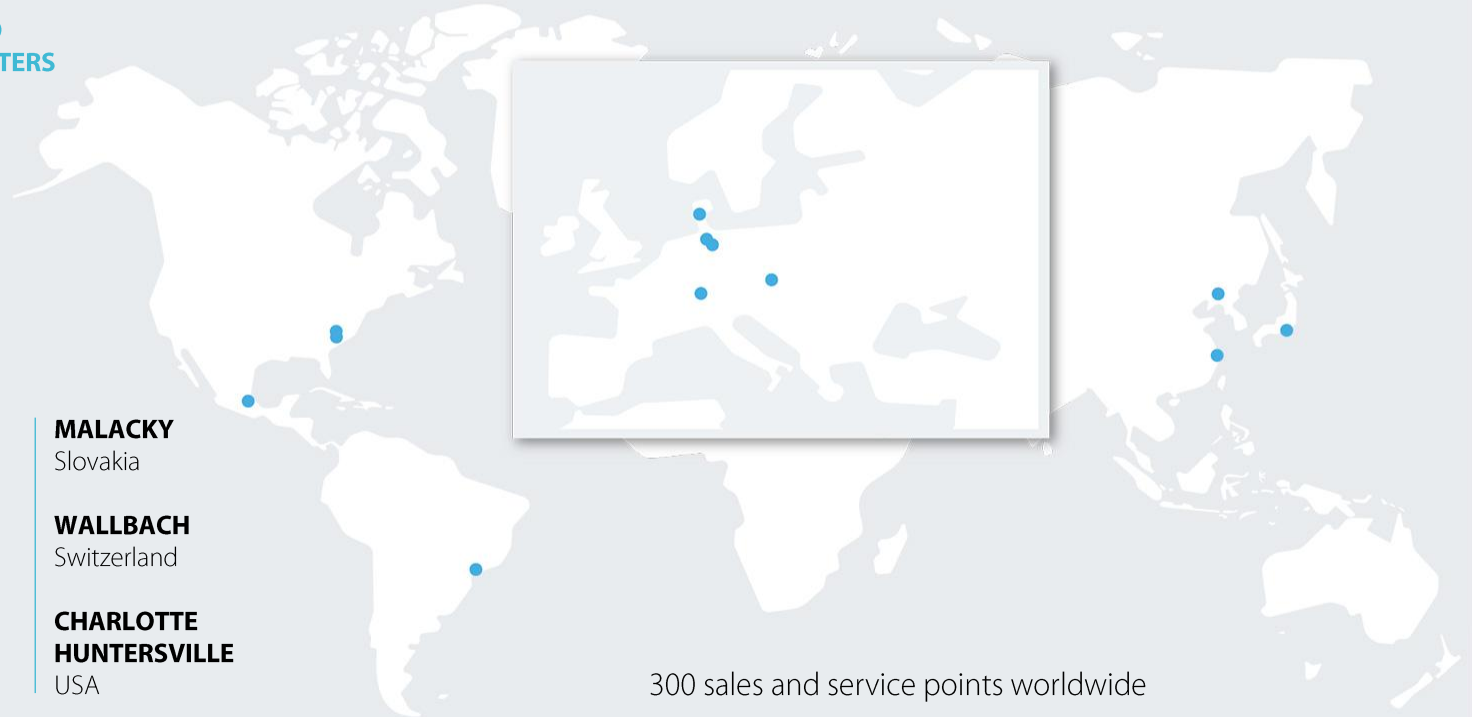 TERS
MALACKY
Slovakia
WALLBACH
Switzerland
CHARLOTTE
HUNTERSVILLE
USA
300 sales and service points worldwide